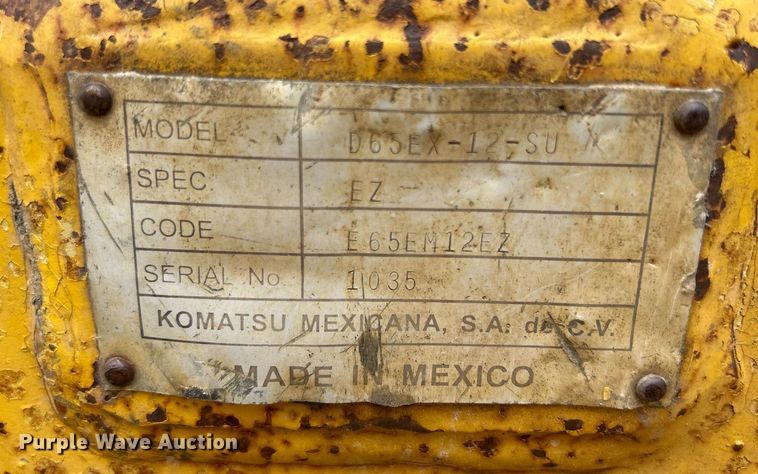 MODEL D65EX-12-SU
SPEC. EZ
CODE E65EM12EZ
SERIAL No 1035
KOMATSU MEXICANA, S.A. de C.V.
MADE IN MEXICO
Purple Wave Auction